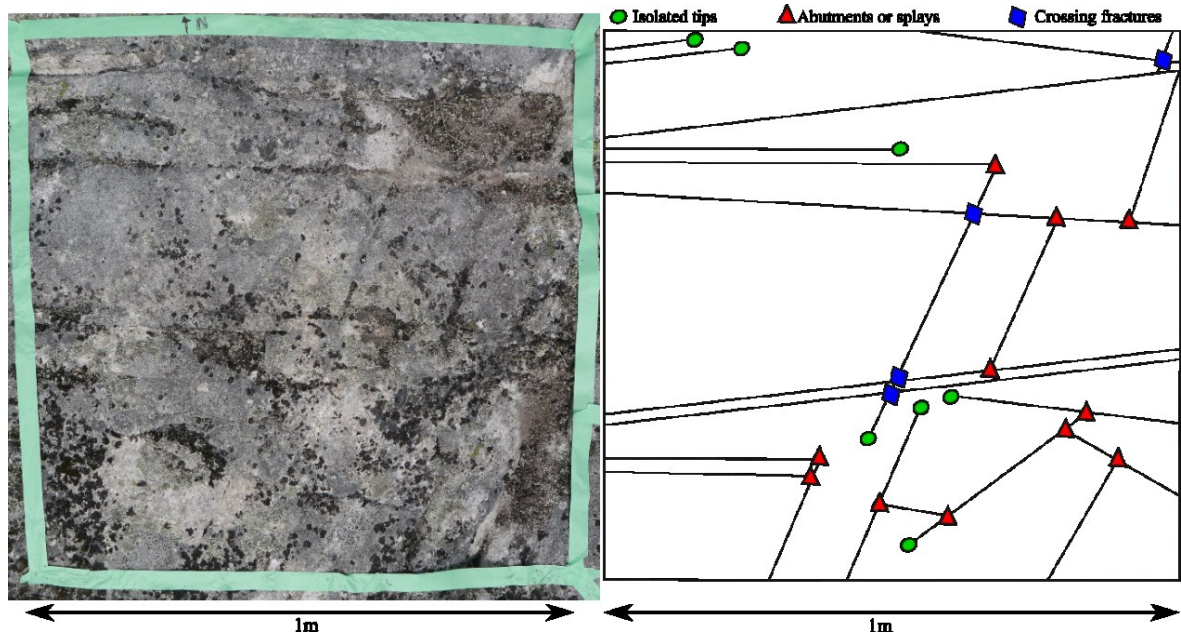 N
Isolated tips
Abutments or splays
Crossing fractures
1m
1m